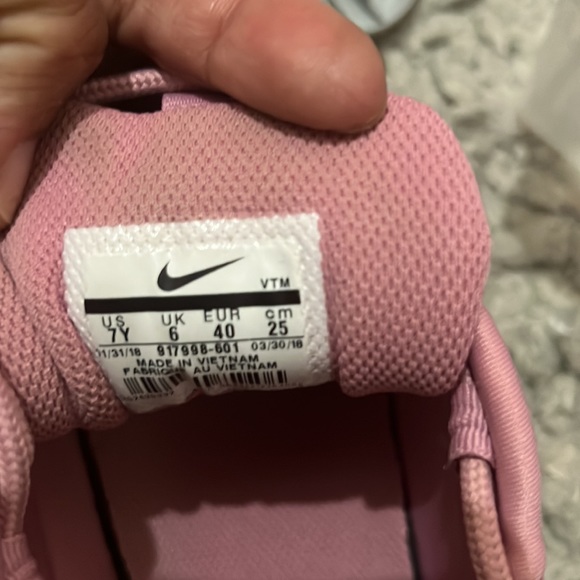 VTM
US UK EUR cm
7Y 6 40 25
01/31/18 917998-601 03/30/18
MADE IN VIETNAM
FABRIQUÉ AU VIETNAM